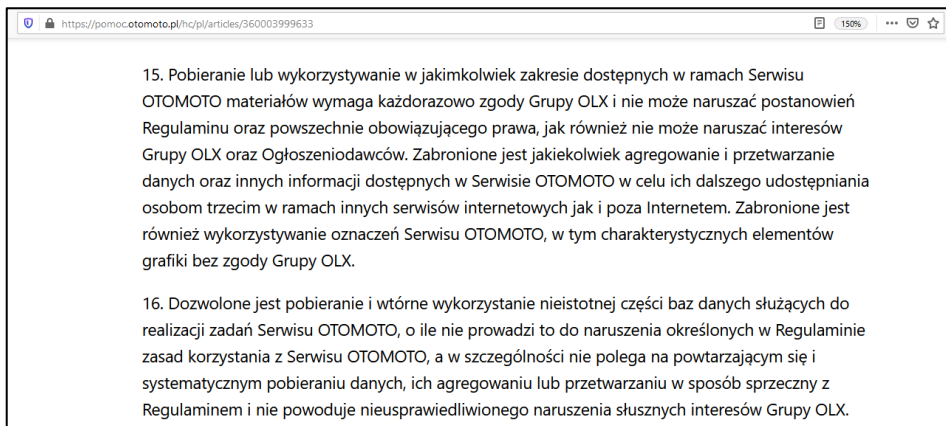 https://pomoc.otomoto.pl/hc/pl/articles/360003999633 150%
15. Pobieranie lub wykorzystywanie w jakimkolwiek zakresie dostępnych w ramach Serwisu
OTOMOTO materiałów wymaga każdorazowo zgody Grupy OLX i nie może naruszać postanowień
Regulaminu oraz powszechnie obowiązującego prawa, jak również nie może naruszać interesów
Grupy OLX oraz Ogłoszeniodawców. Zabronione jest jakiekolwiek agregowanie i przetwarzanie
danych oraz innych informacji dostępnych w Serwisie OTOMOTO w celu ich dalszego udostępniania
osobom trzecim w ramach innych serwisów internetowych jak i poza Internetem. Zabronione jest
również wykorzystywanie oznaczeń Serwisu OTOMOTO, w tym charakterystycznych elementów
grafiki bez zgody Grupy OLX.
16. Dozwolone jest pobieranie i wtórne wykorzystanie nieistotnej części baz danych służących do
realizacji zadań Serwisu OTOMOTO, o ile nie prowadzi to do naruszenia określonych w Regulaminie
zasad korzystania z Serwisu OTOMOTO, a w szczególności nie polega na powtarzającym się i
systematycznym pobieraniu danych, ich agregowaniu lub przetwarzaniu w sposób sprzeczny z
Regulaminem i nie powoduje nieusprawiedliwionego naruszenia słusznych interesów Grupy OLX.